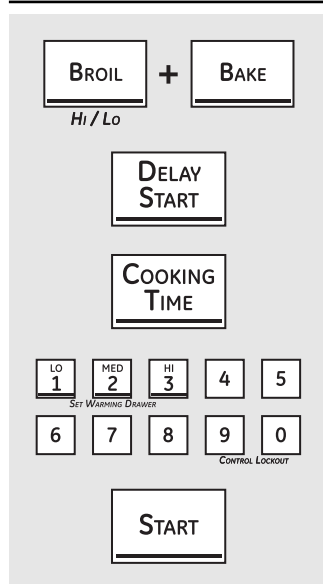 BROIL + BAKE
HI / LO
DELAY
START
COOKING
TIME
LO MED HI
1 2 3 4 5
SET WARMING DRAWER
6 7 8 9 0
CONTROL LOCKOUT
START